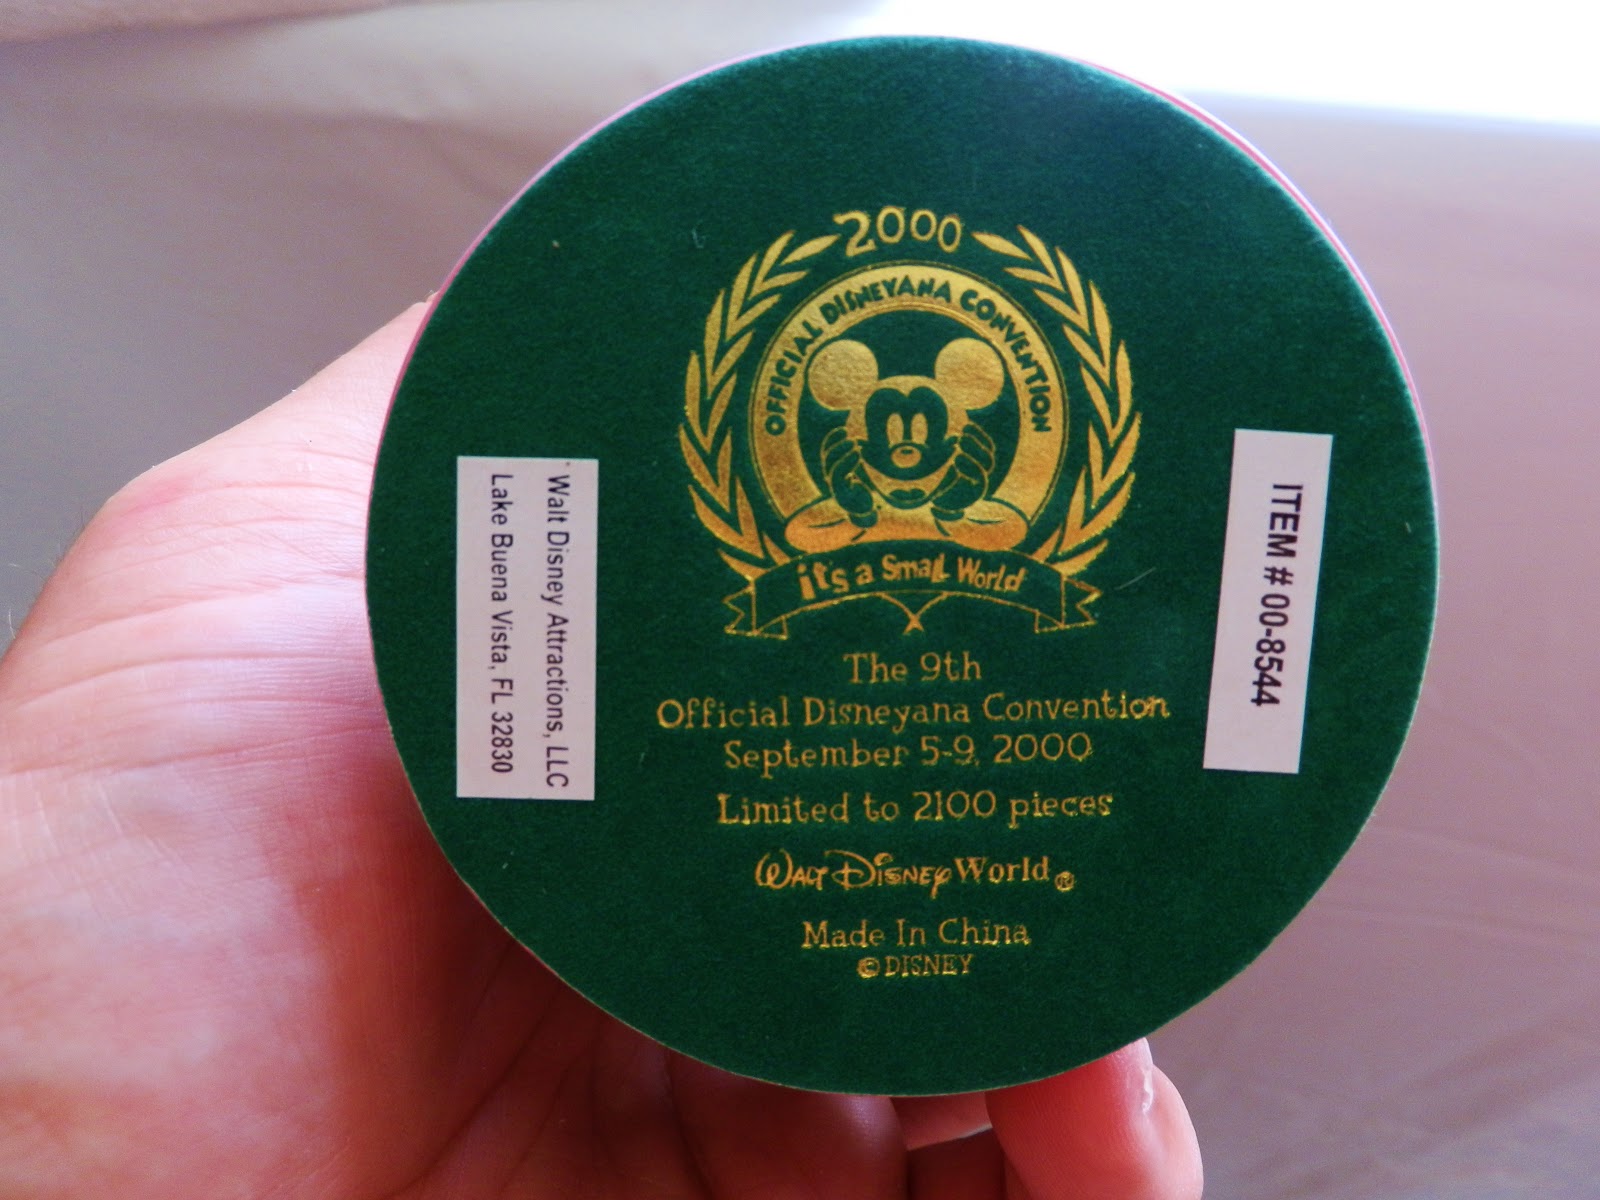 2000
OFFICIAL DISNEYANA CONVENTION
it's a Small World
The 9th
Official Disneyana Convention
September 5-9, 2000
Limited to 2100 pieces
WALT DISNEY World ®
Made In China
© DISNEY
Walt Disney Attractions, LLC
Lake Buena Vista, FL 32830
ITEM # 00-8544